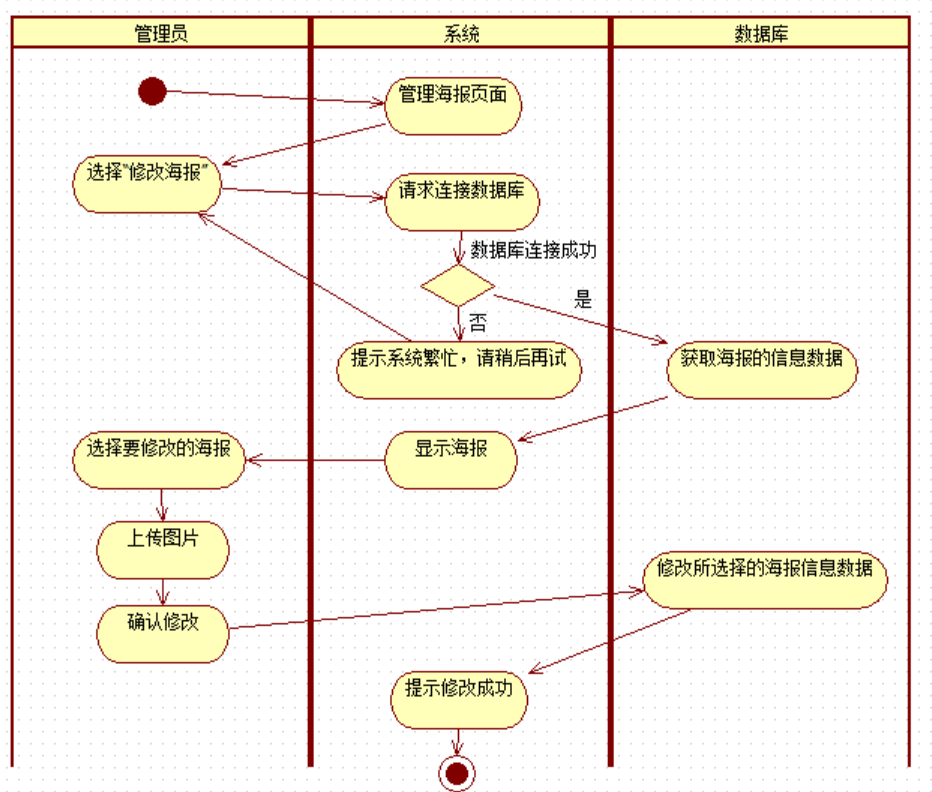 管理员
系统
数据库
管理海报页面
选择"修改海报"
请求连接数据库
数据库连接成功
是
否
提示系统繁忙，请稍后再试
获取海报的信息数据
选择要修改的海报
显示海报
上传图片
修改所选择的海报信息数据
确认修改
提示修改成功